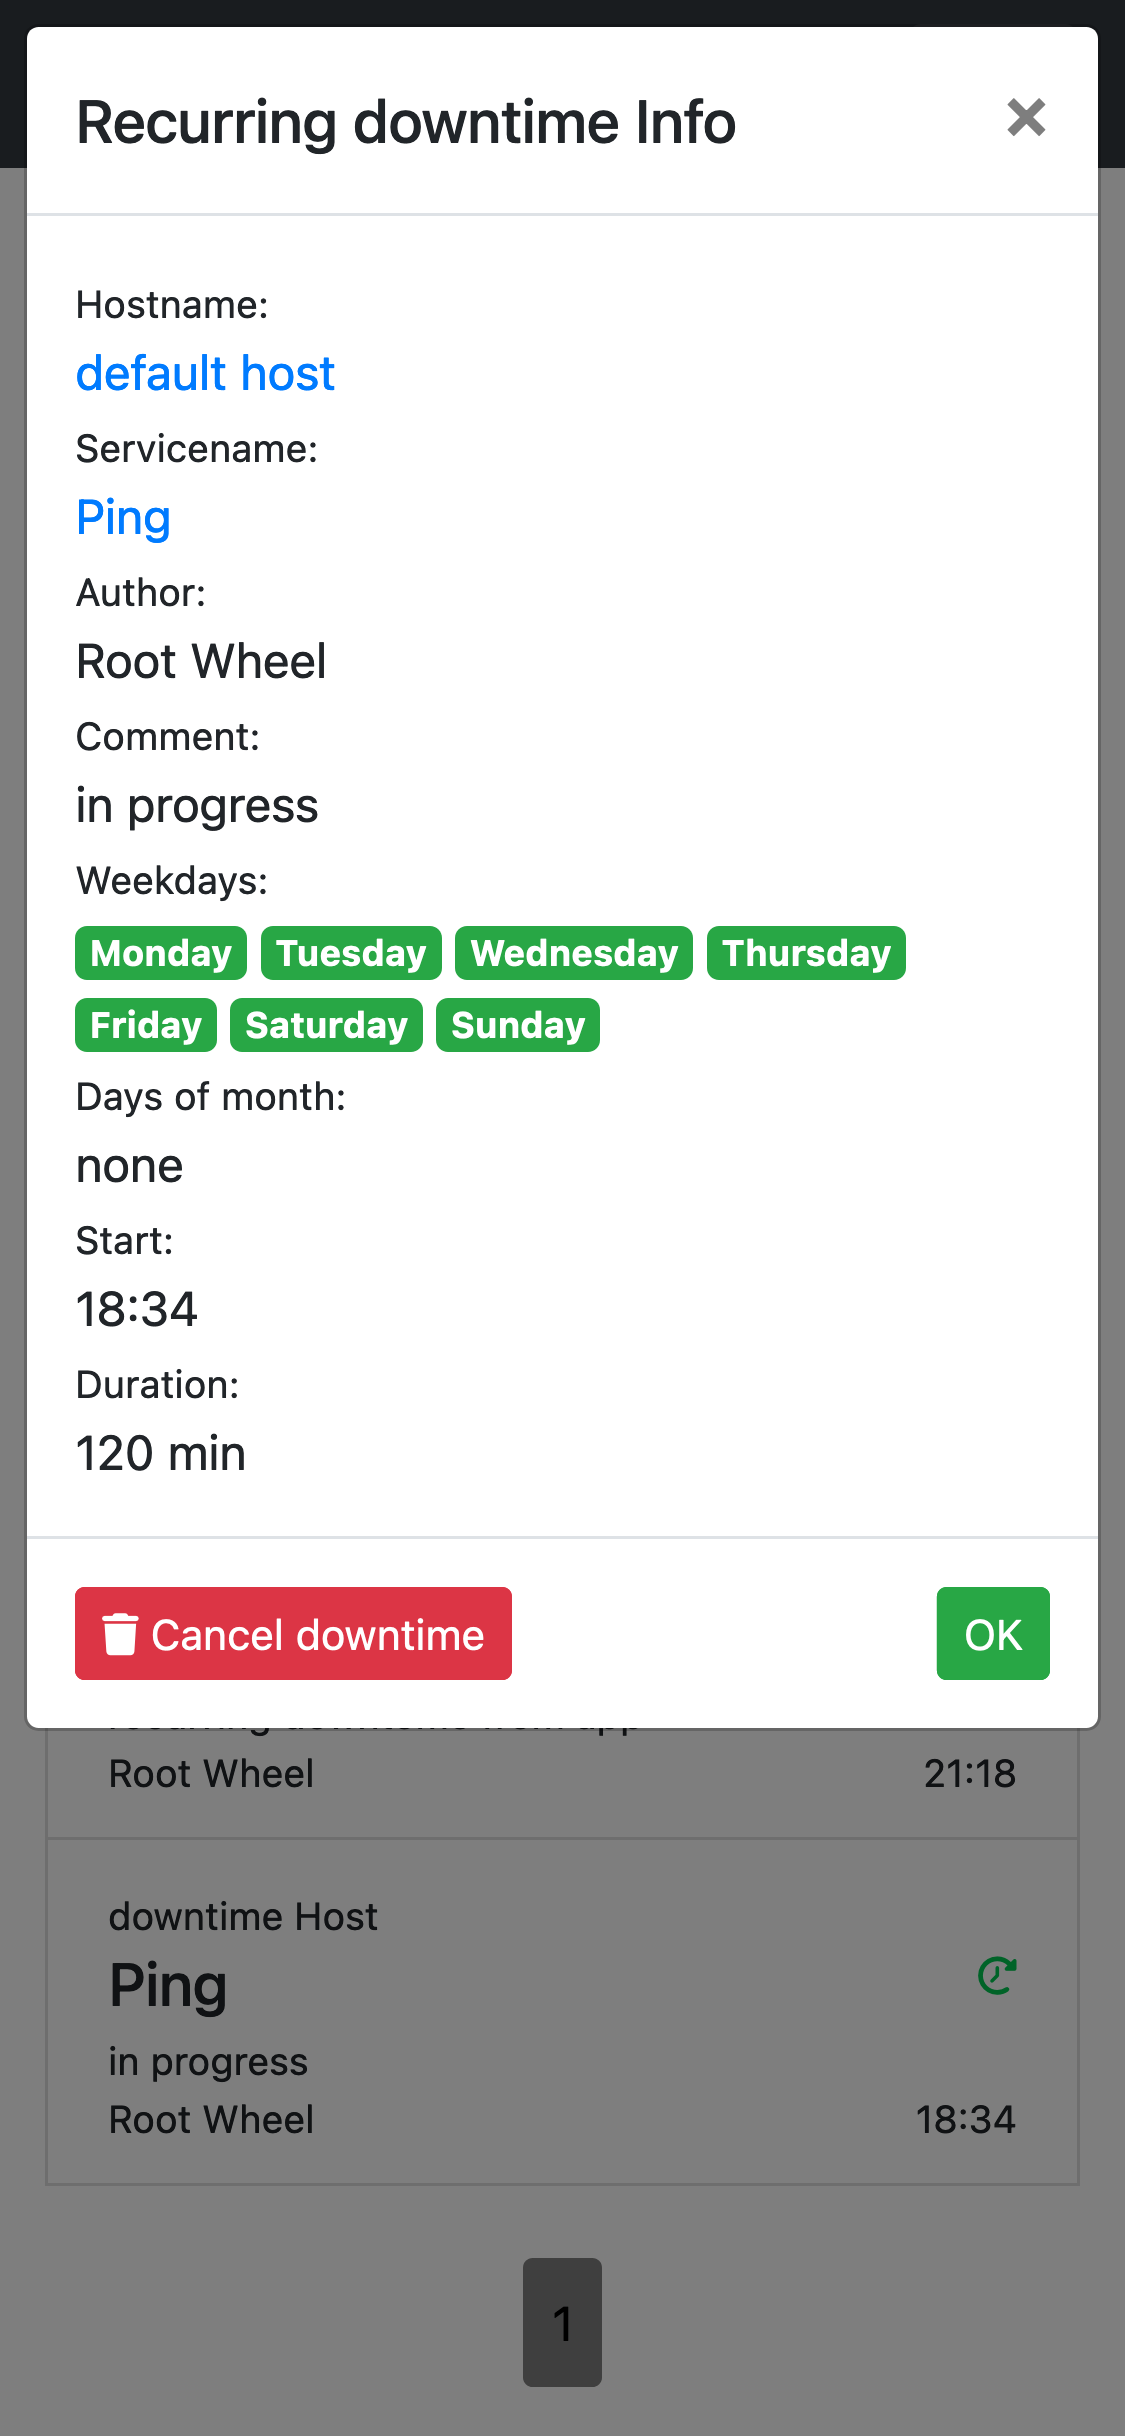 Recurring downtime Info
Hostname:
default host
Servicename:
Ping
Author:
Root Wheel
Comment:
in progress
Weekdays:
Monday Tuesday Wednesday Thursday
Friday Saturday Sunday
Days of month:
none
Start:
18:34
Duration:
120 min
Cancel downtime OK
Root Wheel 21:18
downtime Host
Ping
in progress
Root Wheel 18:34
1